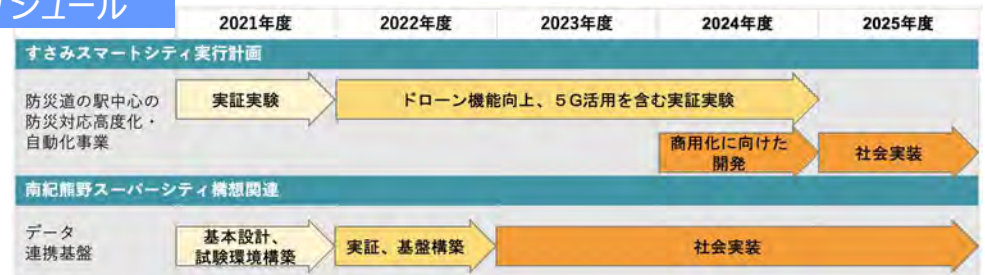 ジュール
2021年度 2022年度 2023年度 2024年度 2025年度
すさみスマートシティ実行計画
防災道の駅中心の
防災対応高度化・
自動化事業
実証実験
ドローン機能向上、5G活用を含む実証実験
商用化に向けた
開発
社会実装
南紀熊野スーパーシティ構想関連
データ
連携基盤
基本設計、
試験環境構築
実証、基盤構築
社会実装